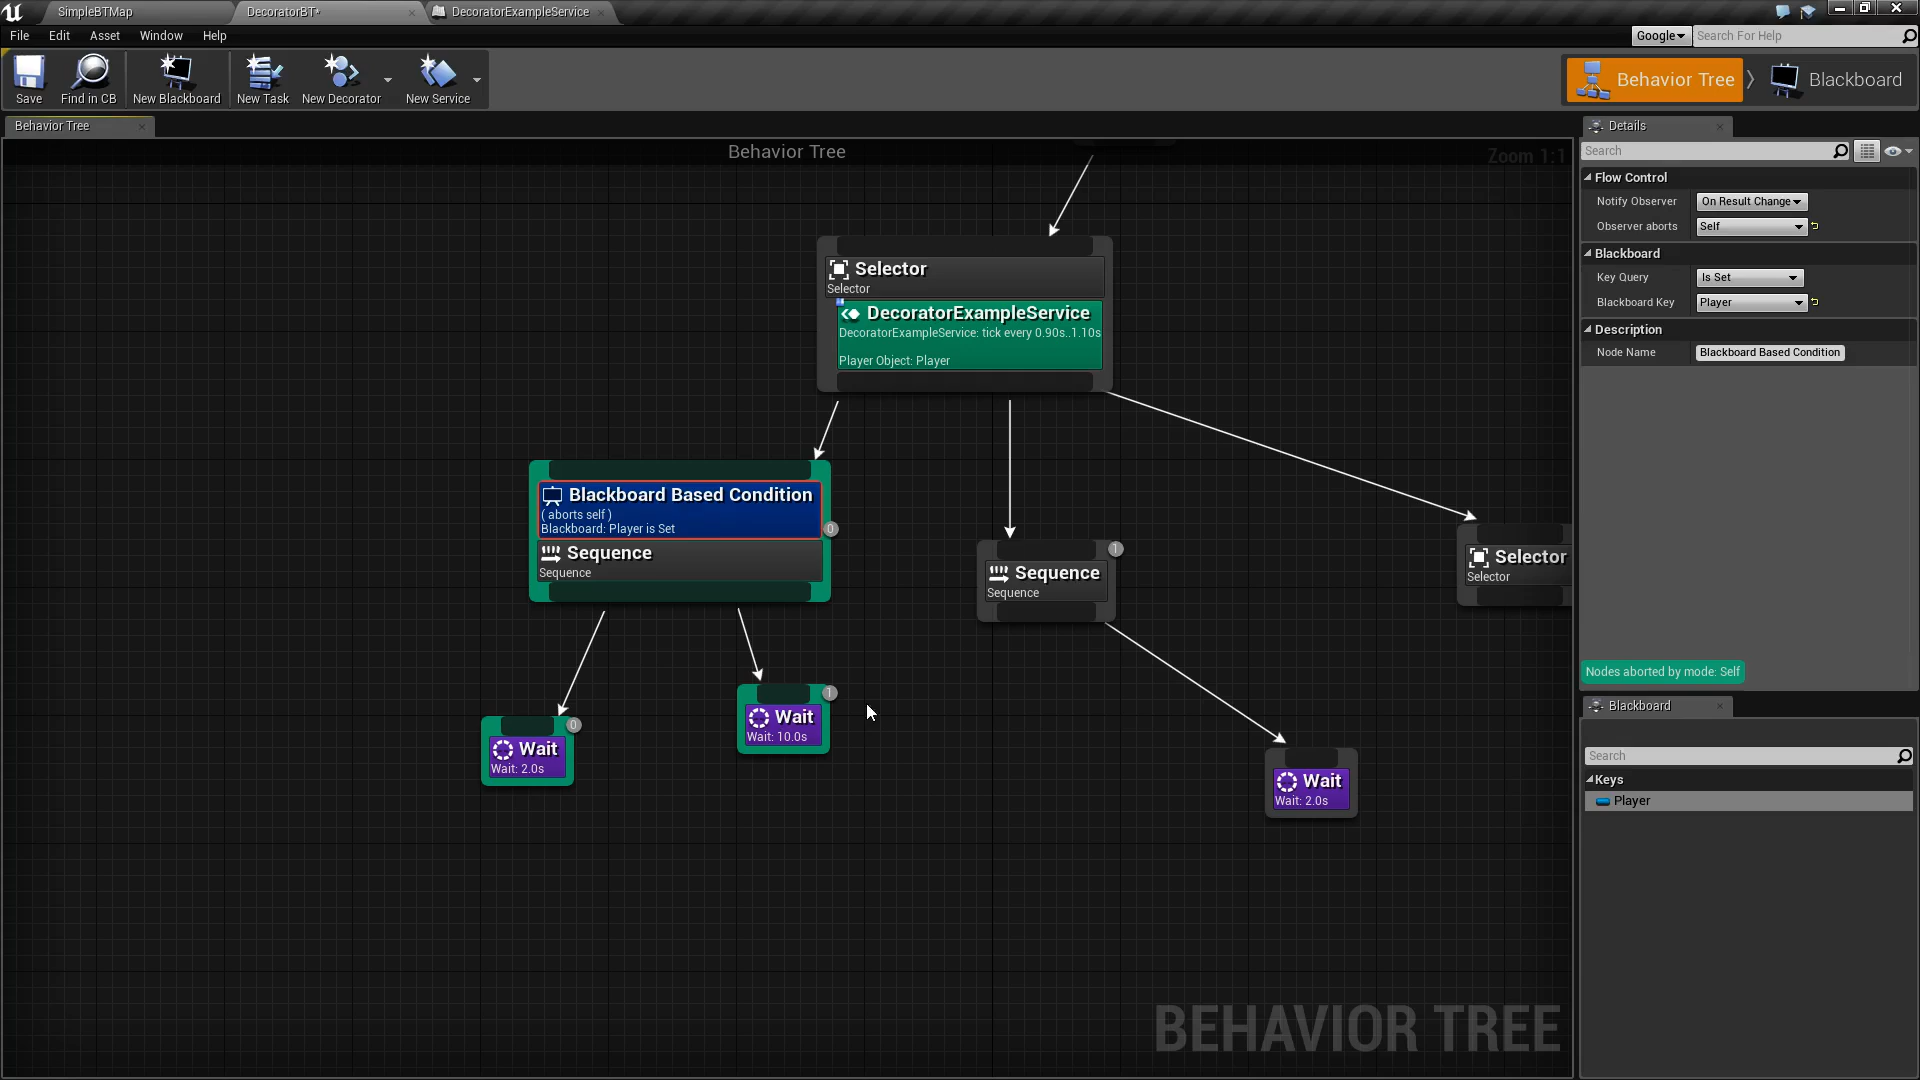 SimpleBTMap
DecoratorBT*
DecoratorExampleService
File
Edit
Asset
Window
Help
Google
Search For Help
Save
Find in CB
New Blackboard
New Task
New Decorator
New Service
Behavior Tree
Blackboard
Behavior Tree
Behavior Tree
Zoom 1:1
Selector
Selector
DecoratorExampleService
DecoratorExampleService: tick every 0.90s..1.10s
Player Object: Player
Blackboard Based Condition
( aborts self )
Blackboard: Player is Set
0
Sequence
Sequence
1
Sequence
Sequence
Selector
Selector
0
Wait
Wait: 2.0s
1
Wait
Wait: 10.0s
Wait
Wait: 2.0s
BEHAVIOR TREE
Details
Search
Flow Control
Notify Observer
On Result Change
Observer aborts
Self
Blackboard
Key Query
Is Set
Blackboard Key
Player
Description
Node Name
Blackboard Based Condition
Nodes aborted by mode: Self
Blackboard
Search
Keys
Player